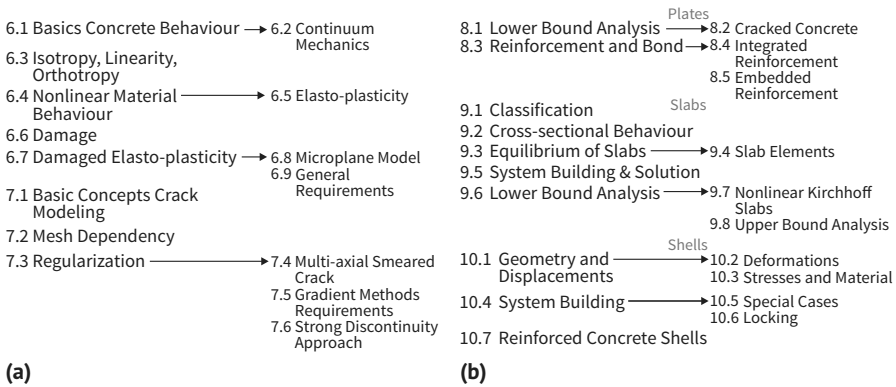 6.1 Basics Concrete Behaviour
6.2 Continuum
Mechanics
6.3 Isotropy, Linearity,
Orthotropy
6.4 Nonlinear Material
Behaviour
6.5 Elasto-plasticity
6.6 Damage
6.7 Damaged Elasto-plasticity
6.8 Microplane Model
6.9 General
Requirements
7.1 Basic Concepts Crack
Modeling
7.2 Mesh Dependency
7.3 Regularization
7.4 Multi-axial Smeared
Crack
7.5 Gradient Methods
Requirements
7.6 Strong Discontinuity
Approach
(a)
Plates
8.1 Lower Bound Analysis
8.2 Cracked Concrete
8.3 Reinforcement and Bond
8.4 Integrated
Reinforcement
8.5 Embedded
Reinforcement
Slabs
9.1 Classification
9.2 Cross-sectional Behaviour
9.3 Equilibrium of Slabs
9.4 Slab Elements
9.5 System Building & Solution
9.6 Lower Bound Analysis
9.7 Nonlinear Kirchhoff
Slabs
9.8 Upper Bound Analysis
Shells
10.1 Geometry and
Displacements
10.2 Deformations
10.3 Stresses and Material
10.4 System Building
10.5 Special Cases
10.6 Locking
10.7 Reinforced Concrete Shells
(b)